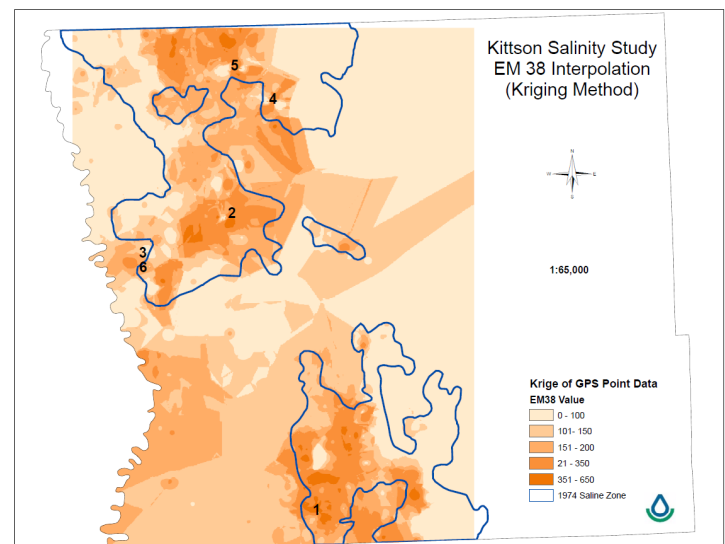 Kittson Salinity Study
EM 38 Interpolation
(Kriging Method)
5
4
N
W E
S
2
3
6
1:65,000
Krige of GPS Point Data
EM38 Value
0 - 100
101- 150
151 - 200
21 - 350
351 - 650
1974 Saline Zone
1